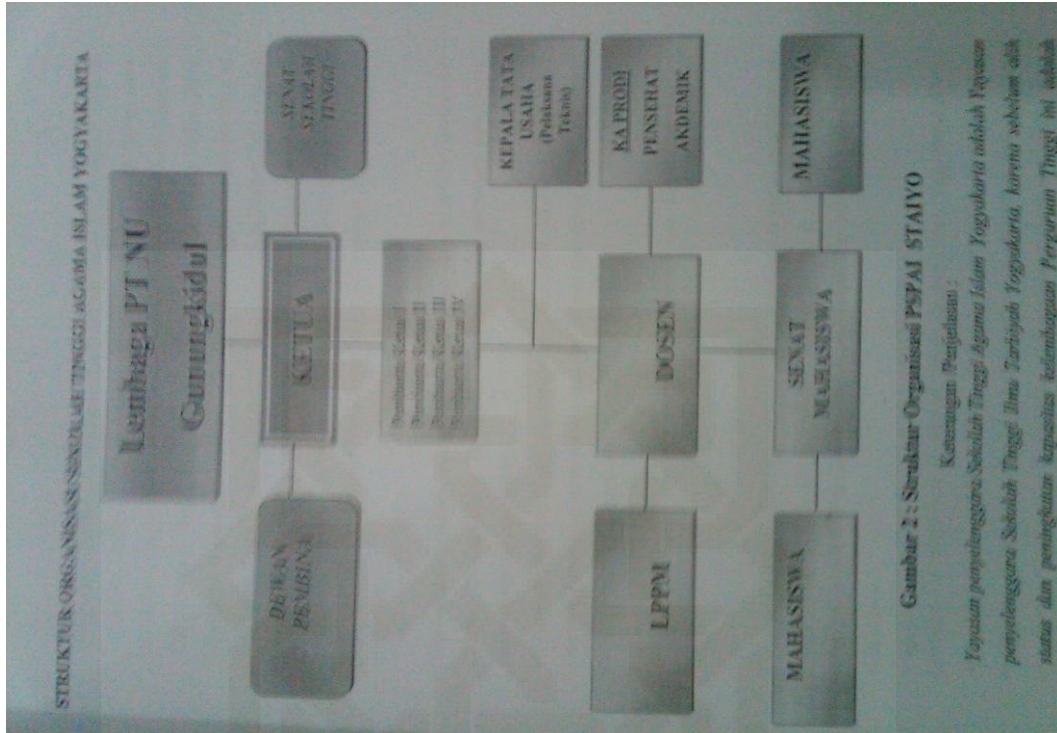 STRUKTUR TINGGI AGAMA ISLAM YOGYAKARTA
Lembaga PT NU
Gunungkidul
DEWAN
PEMBINA
KETUA
SENAT
SEKOLAH
TINGGI
Pembantu Ketua I
Pembantu Ketua II
Pembantu Ketua III
Pembantu Ketua IV
KEPALA TATA
USAHA
(Pelaksana
Teknis)
LPPM
DOSEN
KA PRODI
PENSEHAT
AKDEMIK
MAHASISWA
SENAT
MAHASISWA
MAHASISWA
Gambar 2 : Struktur Organisasi PSPAI STAIYO
Keterangan /Penjelasan :
Yayasan penyelenggara Sekolah Tinggi Agama Islam Yogyakarta adalah Yayasan
penyelenggara Sekolah Tinggi Ilmu Tarbiyah Yogyakarta, karena sebelum alih
status dan peningkatan kapasitas kelembagaan Perguruan Tinggi ini adalah